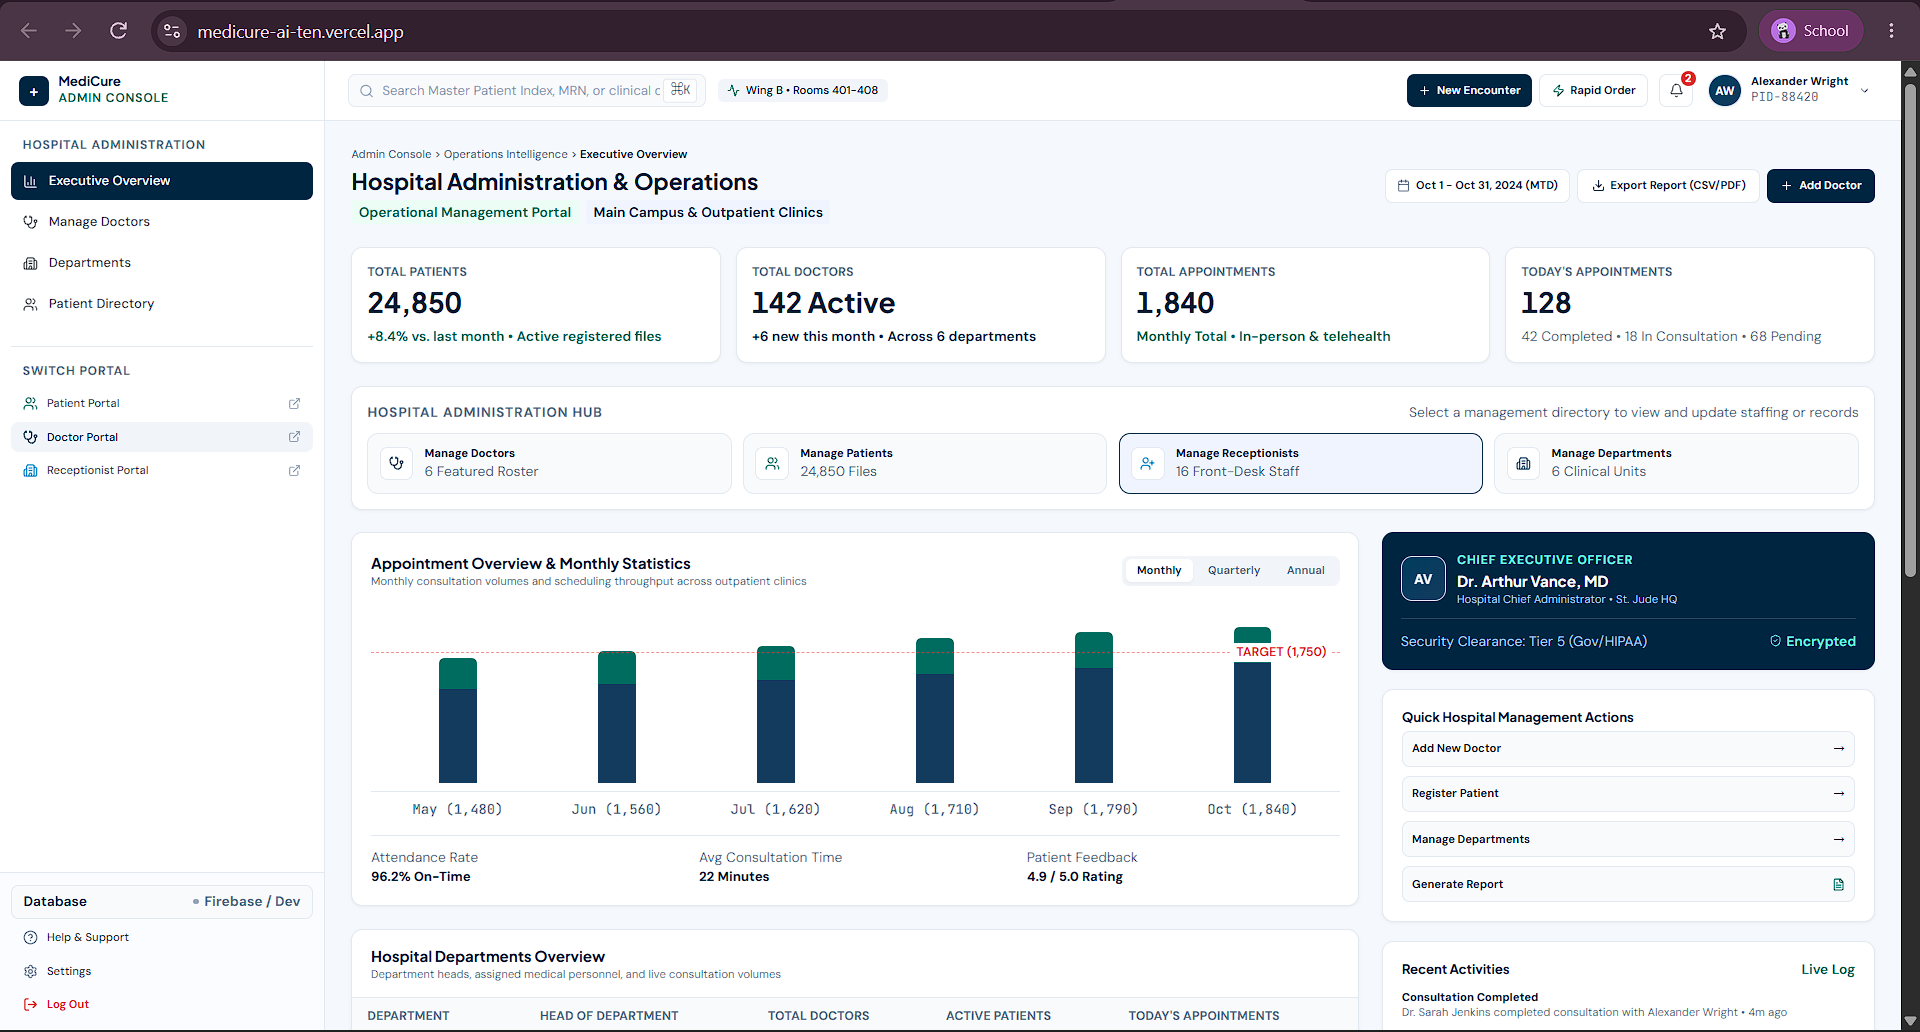 medicure-ai-ten.vercel.app
School
+
MediCure
ADMIN CONSOLE
Search Master Patient Index, MRN, or clinical c
⌘K
Wing B • Rooms 401-408
+ New Encounter
Rapid Order
2
AW
Alexander Wright
PID-88420
HOSPITAL ADMINISTRATION
Executive Overview
Manage Doctors
Departments
Patient Directory
SWITCH PORTAL
Patient Portal
Doctor Portal
Receptionist Portal
Database
• Firebase / Dev
Help & Support
Settings
Log Out
Admin Console > Operations Intelligence > Executive Overview
Hospital Administration & Operations
Operational Management Portal
Main Campus & Outpatient Clinics
Oct 1 - Oct 31, 2024 (MTD)
Export Report (CSV/PDF)
+ Add Doctor
TOTAL PATIENTS
24,850
+8.4% vs. last month • Active registered files
TOTAL DOCTORS
142 Active
+6 new this month • Across 6 departments
TOTAL APPOINTMENTS
1,840
Monthly Total • In-person & telehealth
TODAY'S APPOINTMENTS
128
42 Completed • 18 In Consultation • 68 Pending
HOSPITAL ADMINISTRATION HUB
Select a management directory to view and update staffing or records
Manage Doctors
6 Featured Roster
Manage Patients
24,850 Files
Manage Receptionists
16 Front-Desk Staff
Manage Departments
6 Clinical Units
Appointment Overview & Monthly Statistics
Monthly consultation volumes and scheduling throughput across outpatient clinics
Monthly
Quarterly
Annual
TARGET (1,750)
May (1,480)
Jun (1,560)
Jul (1,620)
Aug (1,710)
Sep (1,790)
Oct (1,840)
Attendance Rate
96.2% On-Time
Avg Consultation Time
22 Minutes
Patient Feedback
4.9 / 5.0 Rating
AV
CHIEF EXECUTIVE OFFICER
Dr. Arthur Vance, MD
Hospital Chief Administrator • St. Jude HQ
Security Clearance: Tier 5 (Gov/HIPAA)
Encrypted
Quick Hospital Management Actions
Add New Doctor →
Register Patient →
Manage Departments →
Generate Report
Hospital Departments Overview
Department heads, assigned medical personnel, and live consultation volumes
DEPARTMENT
HEAD OF DEPARTMENT
TOTAL DOCTORS
ACTIVE PATIENTS
TODAY'S APPOINTMENTS
Recent Activities
Live Log
Consultation Completed
Dr. Sarah Jenkins completed consultation with Alexander Wright • 4m ago